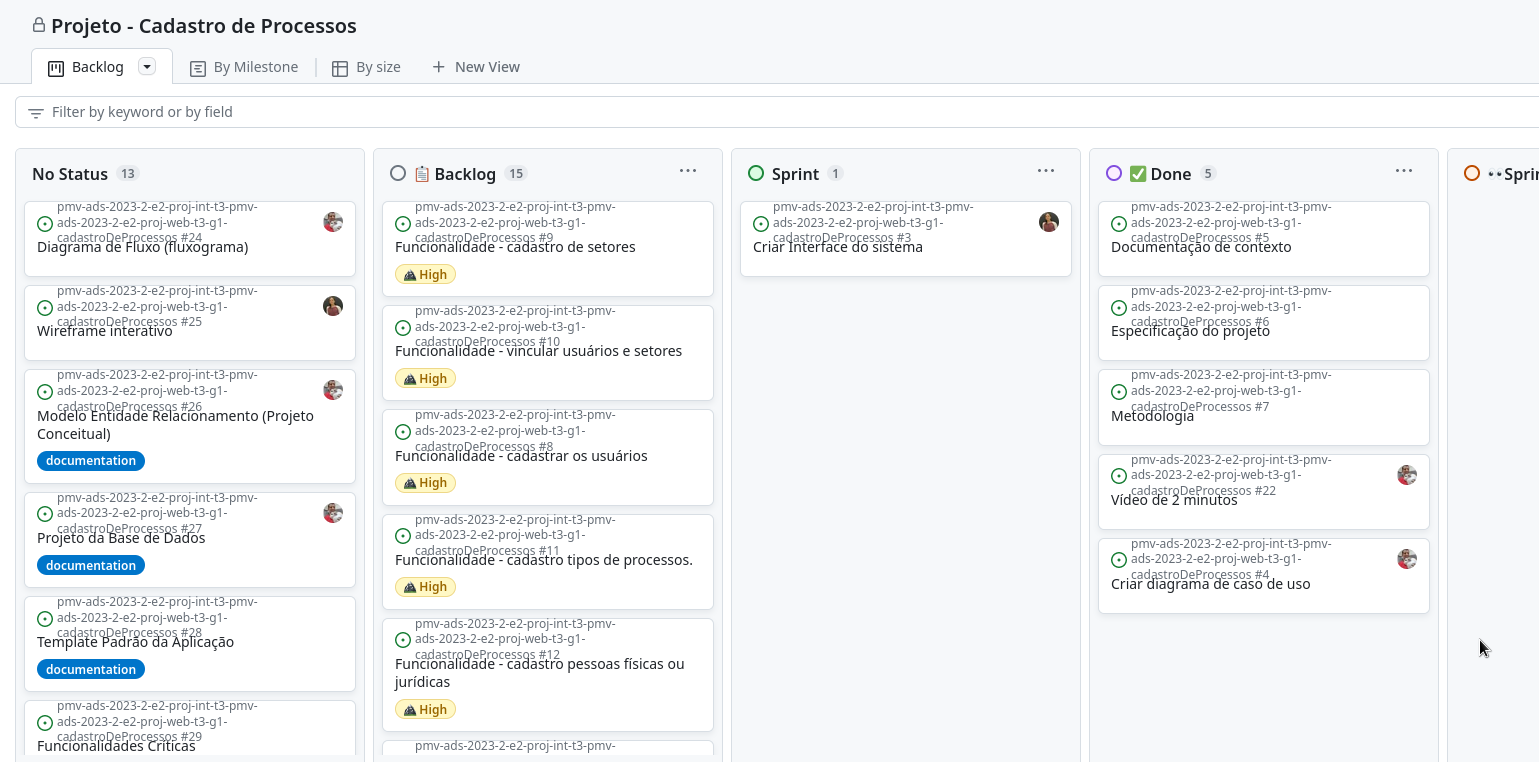 Projeto - Cadastro de Processos
Backlog
By Milestone
By size
New View
Filter by keyword or by field
No Status 13
pmv-ads-2023-2-e2-proj-int-t3-pmv-
ads-2023-2-e2-proj-web-t3-g1-
cadastroDeProcessos #24
Diagrama de Fluxo (fluxograma)
pmv-ads-2023-2-e2-proj-int-t3-pmv-
ads-2023-2-e2-proj-web-t3-g1-
cadastroDeProcessos #25
Wireframe interativo
pmv-ads-2023-2-e2-proj-int-t3-pmv-
ads-2023-2-e2-proj-web-t3-g1-
cadastroDeProcessos #26
Modelo Entidade Relacionamento (Projeto
Conceitual)
documentation
pmv-ads-2023-2-e2-proj-int-t3-pmv-
ads-2023-2-e2-proj-web-t3-g1-
cadastroDeProcessos #27
Projeto da Base de Dados
documentation
pmv-ads-2023-2-e2-proj-int-t3-pmv-
ads-2023-2-e2-proj-web-t3-g1-
cadastroDeProcessos #28
Template Padrão da Aplicação
documentation
pmv-ads-2023-2-e2-proj-int-t3-pmv-
ads-2023-2-e2-proj-web-t3-g1-
cadastroDeProcessos #29
Funcionalidades Críticas
Backlog 15
pmv-ads-2023-2-e2-proj-int-t3-pmv-
ads-2023-2-e2-proj-web-t3-g1-
cadastroDeProcessos #9
Funcionalidade - cadastro de setores
High
pmv-ads-2023-2-e2-proj-int-t3-pmv-
ads-2023-2-e2-proj-web-t3-g1-
cadastroDeProcessos #10
Funcionalidade - vincular usuários e setores
High
pmv-ads-2023-2-e2-proj-int-t3-pmv-
ads-2023-2-e2-proj-web-t3-g1-
cadastroDeProcessos #8
Funcionalidade - cadastrar os usuários
High
pmv-ads-2023-2-e2-proj-int-t3-pmv-
ads-2023-2-e2-proj-web-t3-g1-
cadastroDeProcessos #11
Funcionalidade - cadastro tipos de processos.
High
pmv-ads-2023-2-e2-proj-int-t3-pmv-
ads-2023-2-e2-proj-web-t3-g1-
cadastroDeProcessos #12
Funcionalidade - cadastro pessoas físicas ou
jurídicas
High
pmv-ads-2023-2-e2-proj-int-t3-pmv-
Sprint 1
pmv-ads-2023-2-e2-proj-int-t3-pmv-
ads-2023-2-e2-proj-web-t3-g1-
cadastroDeProcessos #3
Criar Interface do sistema
Done 5
pmv-ads-2023-2-e2-proj-int-t3-pmv-
ads-2023-2-e2-proj-web-t3-g1-
cadastroDeProcessos #5
Documentação de contexto
pmv-ads-2023-2-e2-proj-int-t3-pmv-
ads-2023-2-e2-proj-web-t3-g1-
cadastroDeProcessos #6
Especificação do projeto
pmv-ads-2023-2-e2-proj-int-t3-pmv-
ads-2023-2-e2-proj-web-t3-g1-
cadastroDeProcessos #7
Metodologia
pmv-ads-2023-2-e2-proj-int-t3-pmv-
ads-2023-2-e2-proj-web-t3-g1-
cadastroDeProcessos #22
Vídeo de 2 minutos
pmv-ads-2023-2-e2-proj-int-t3-pmv-
ads-2023-2-e2-proj-web-t3-g1-
cadastroDeProcessos #4
Criar diagrama de caso de uso
Sprin